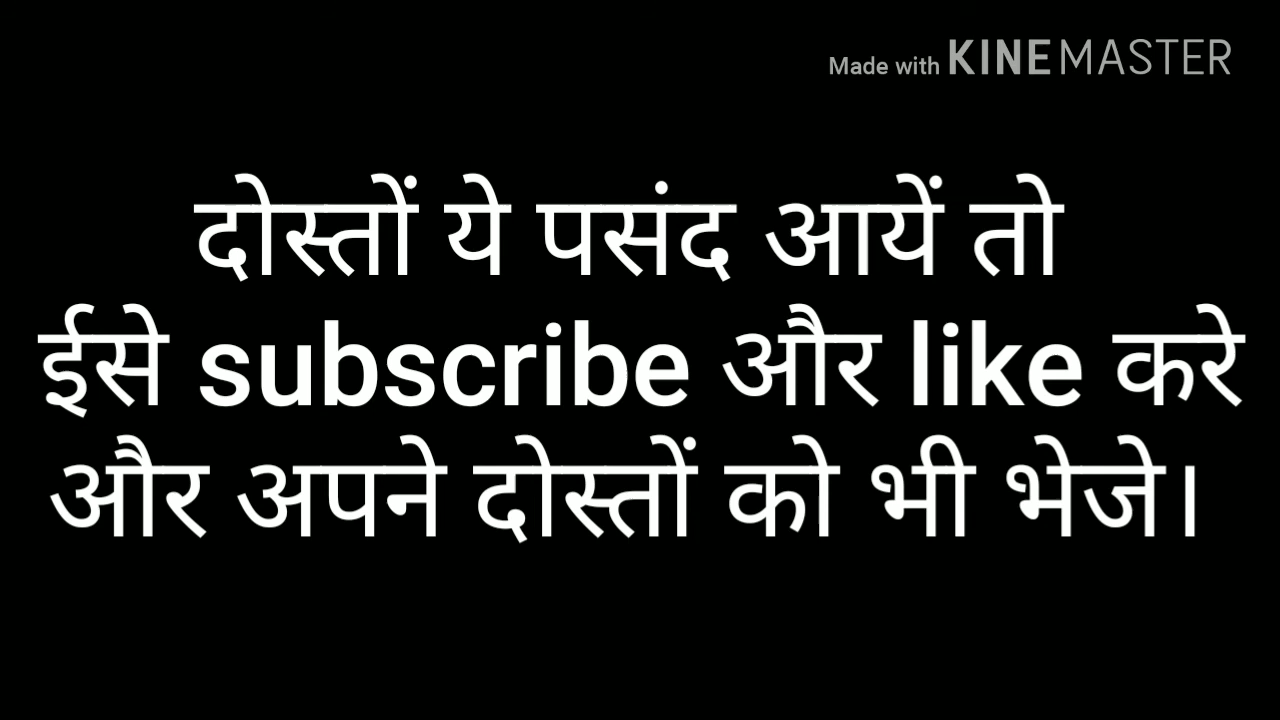 Made with KINEMASTER
दोस्तों ये पसंद आयें तो
ईसे subscribe और like करे
और अपने दोस्तों को भी भेजे।